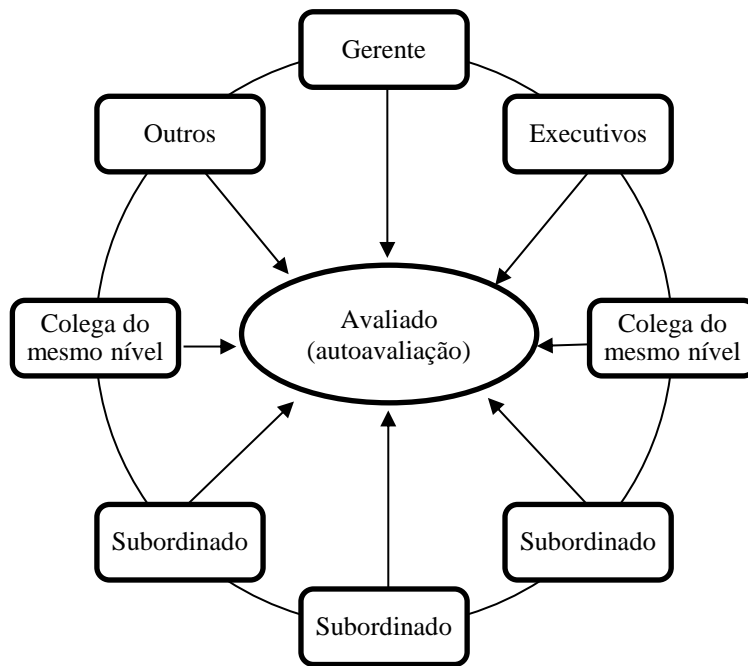 Gerente
Outros
Executivos
Colega do
mesmo nível
Avaliado
(autoavaliação)
Colega do
mesmo nível
Subordinado
Subordinado
Subordinado